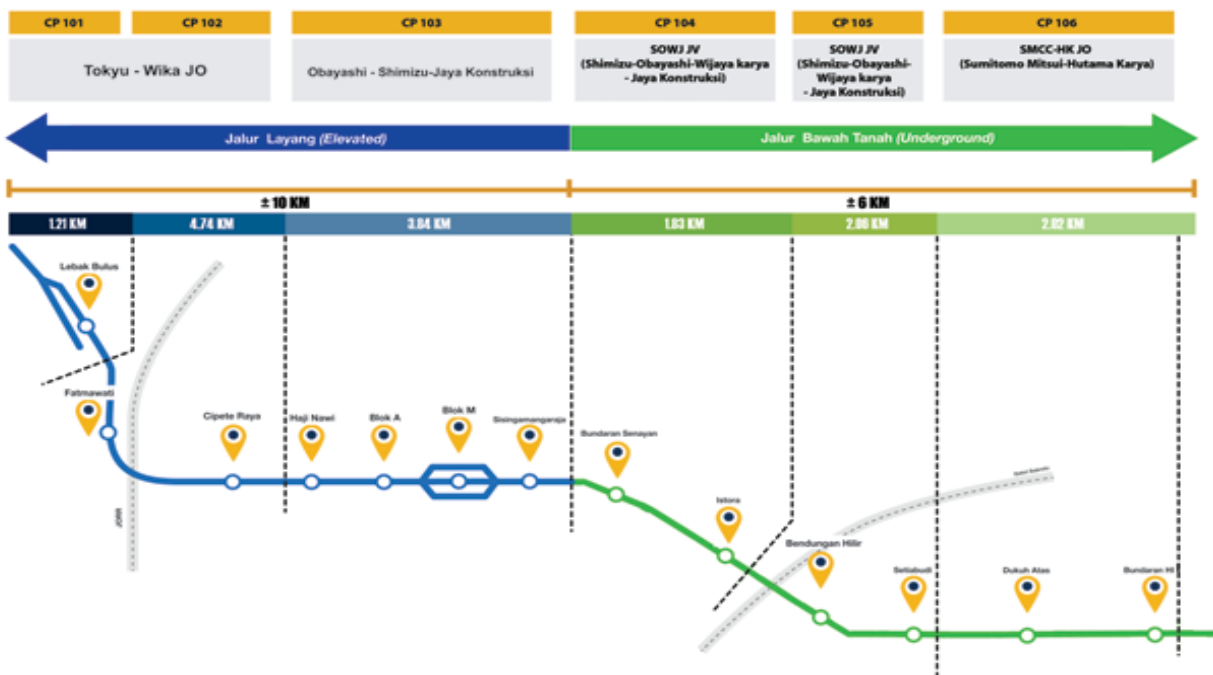 CP 101
CP 102
CP 103
CP 104
CP 105
CP 106
Tokyu - Wika JO
Obayashi - Shimizu-Jaya Konstruksi
SOWJ JV
(Shimizu-Obayashi-Wijaya karya
- Jaya Konstruksi)
SOWJ JV
(Shimizu-Obayashi-
Wijaya karya
- Jaya Konstruksi)
SMCC-HK JO
(Sumitomo Mitsui-Hutama Karya)
Jalur Layang (Elevated)
Jalur Bawah Tanah (Underground)
± 10 KM
± 6 KM
1.21 KM
4.74 KM
3.84 KM
1.83 KM
2.06 KM
2.02 KM
Lebak Bulus
Fatmawati
Cipete Raya
Haji Nawi
Blok A
Blok M
Sisingamangaraja
Bundaran Senayan
Istora
Bendungan Hilir
Setiabudi
Dukuh Atas
Bundaran HI
JORR